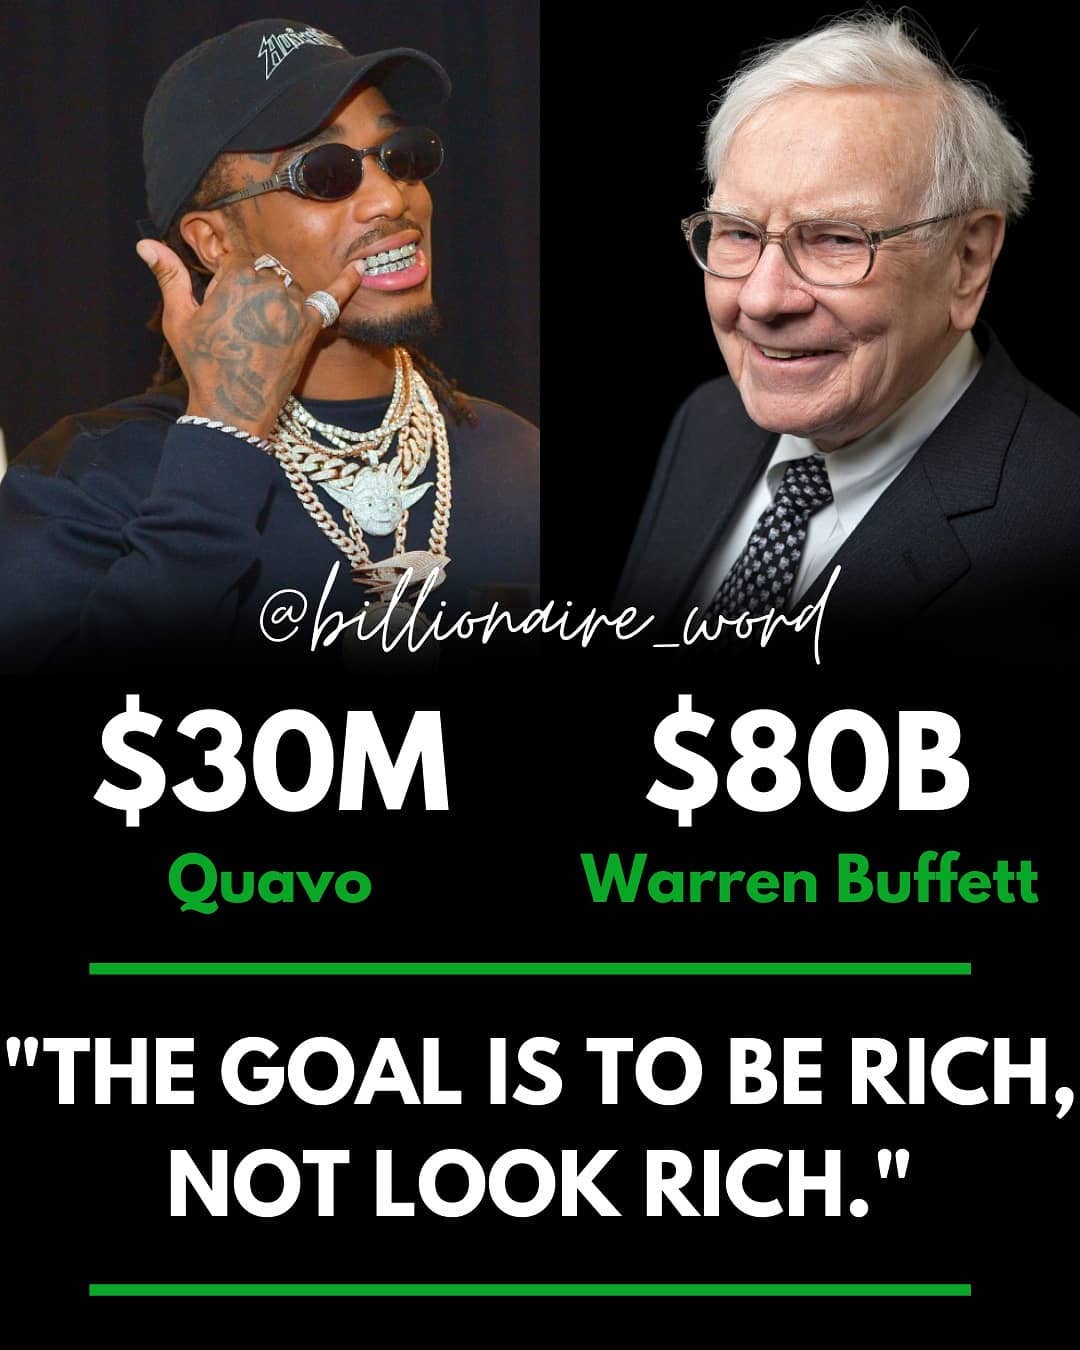 @billionaire_word
$30M $80B
Quavo Warren Buffett
"THE GOAL IS TO BE RICH,
NOT LOOK RICH."